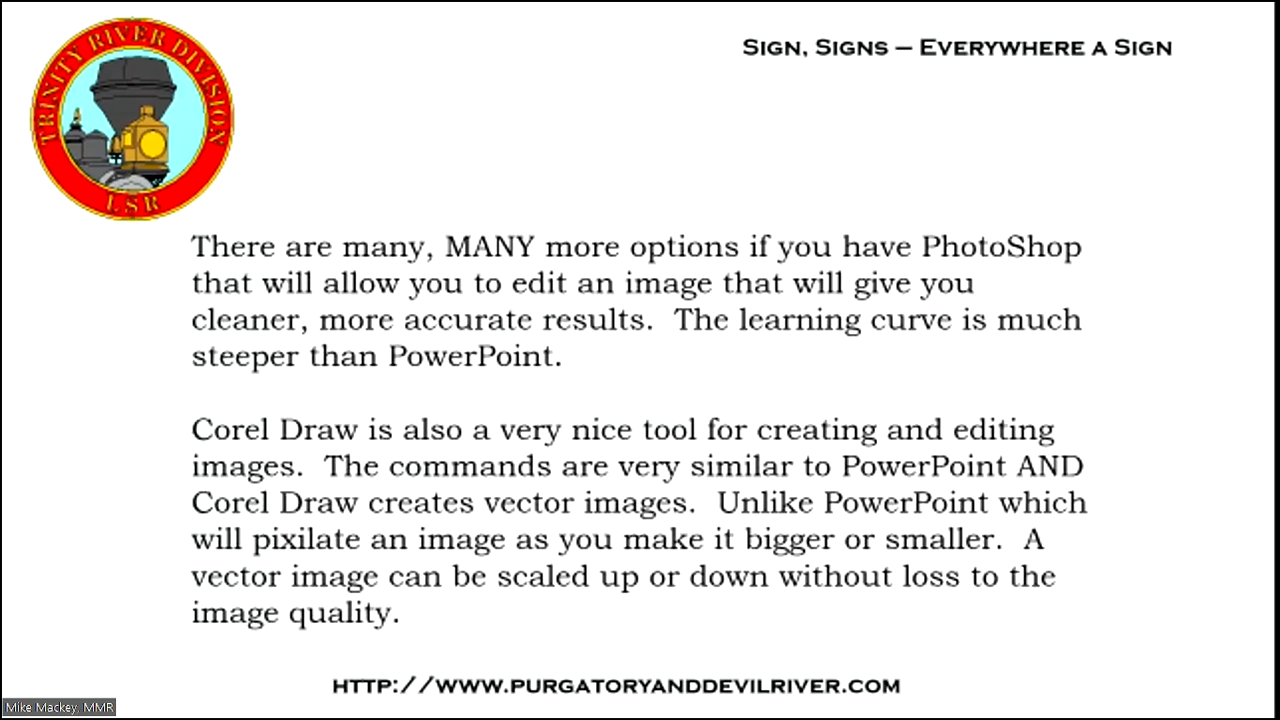 TRINITY RIVER DIVISION
LSR
Sign, Signs – Everywhere a Sign
There are many, MANY more options if you have PhotoShop
that will allow you to edit an image that will give you
cleaner, more accurate results.  The learning curve is much
steeper than PowerPoint.
Corel Draw is also a very nice tool for creating and editing
images.  The commands are very similar to PowerPoint AND
Corel Draw creates vector images.  Unlike PowerPoint which
will pixilate an image as you make it bigger or smaller.  A
vector image can be scaled up or down without loss to the
image quality.
http://www.purgatoryanddevilriver.com
Mike Mackey, MMR